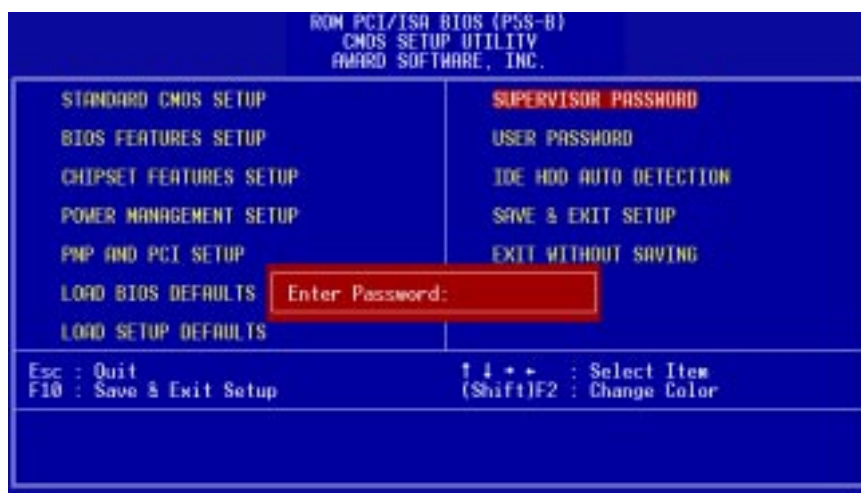 ROM PCI/ISA BIOS (P5S-B)
CMOS SETUP UTILITY
AWARD SOFTWARE, INC.
STANDARD CMOS SETUP
BIOS FEATURES SETUP
CHIPSET FEATURES SETUP
POWER MANAGEMENT SETUP
PNP AND PCI SETUP
LOAD BIOS DEFAULTS
LOAD SETUP DEFAULTS
SUPERVISOR PASSWORD
USER PASSWORD
IDE HDD AUTO DETECTION
SAVE & EXIT SETUP
EXIT WITHOUT SAVING
Enter Password:
Esc : Quit
F10 : Save & Exit Setup
↑ ↓ → ← : Select Item
(Shift)F2 : Change Color